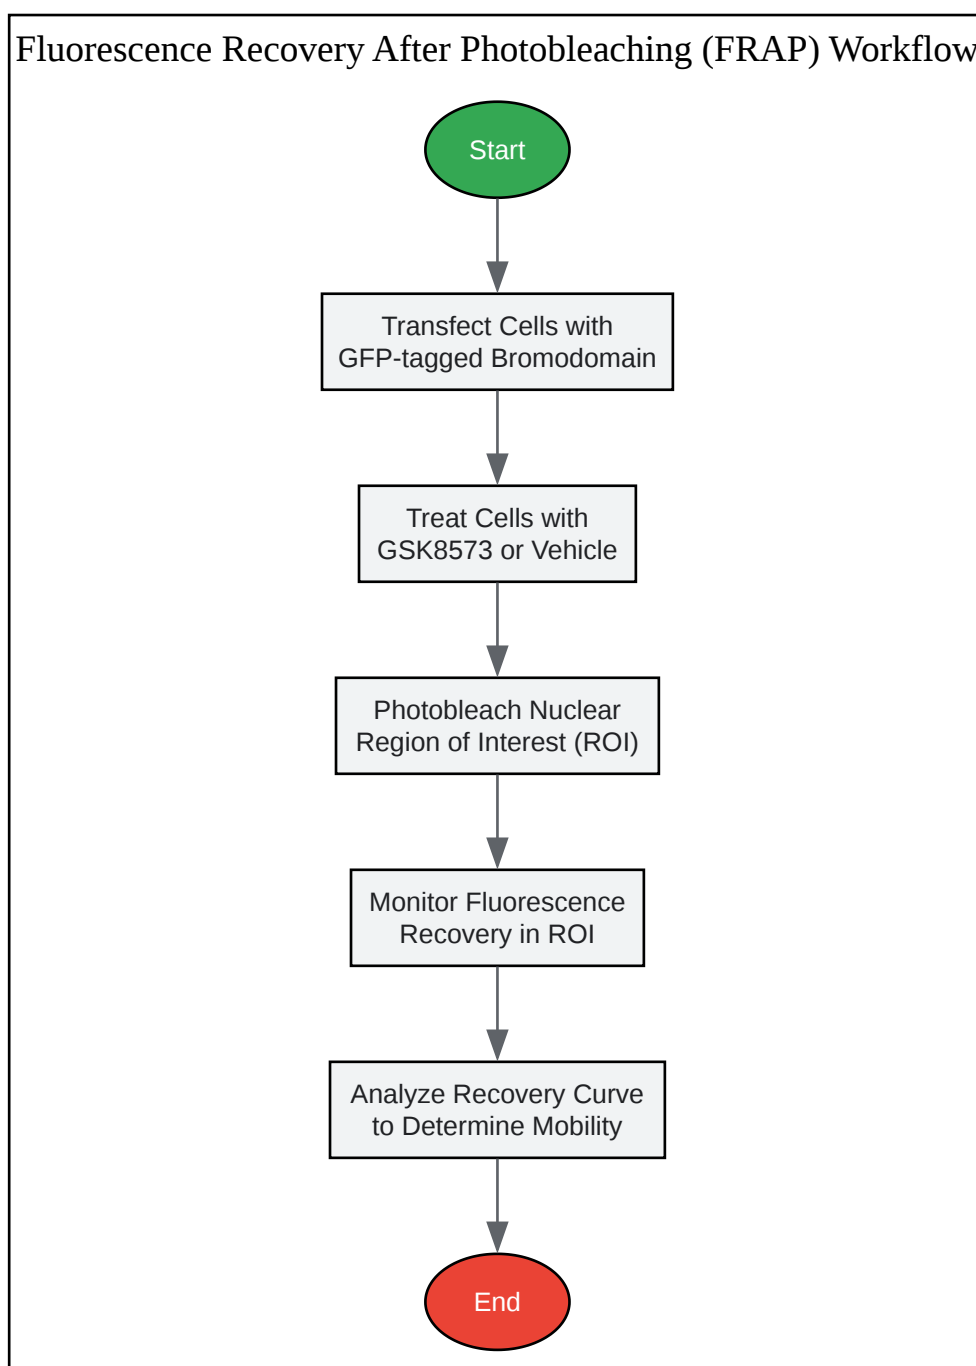 Fluorescence Recovery After Photobleaching (FRAP) Workflow
Start
Transfect Cells with
GFP-tagged Bromodomain
Treat Cells with
GSK8573 or Vehicle
Photobleach Nuclear
Region of Interest (ROI)
Monitor Fluorescence
Recovery in ROI
Analyze Recovery Curve
to Determine Mobility
End